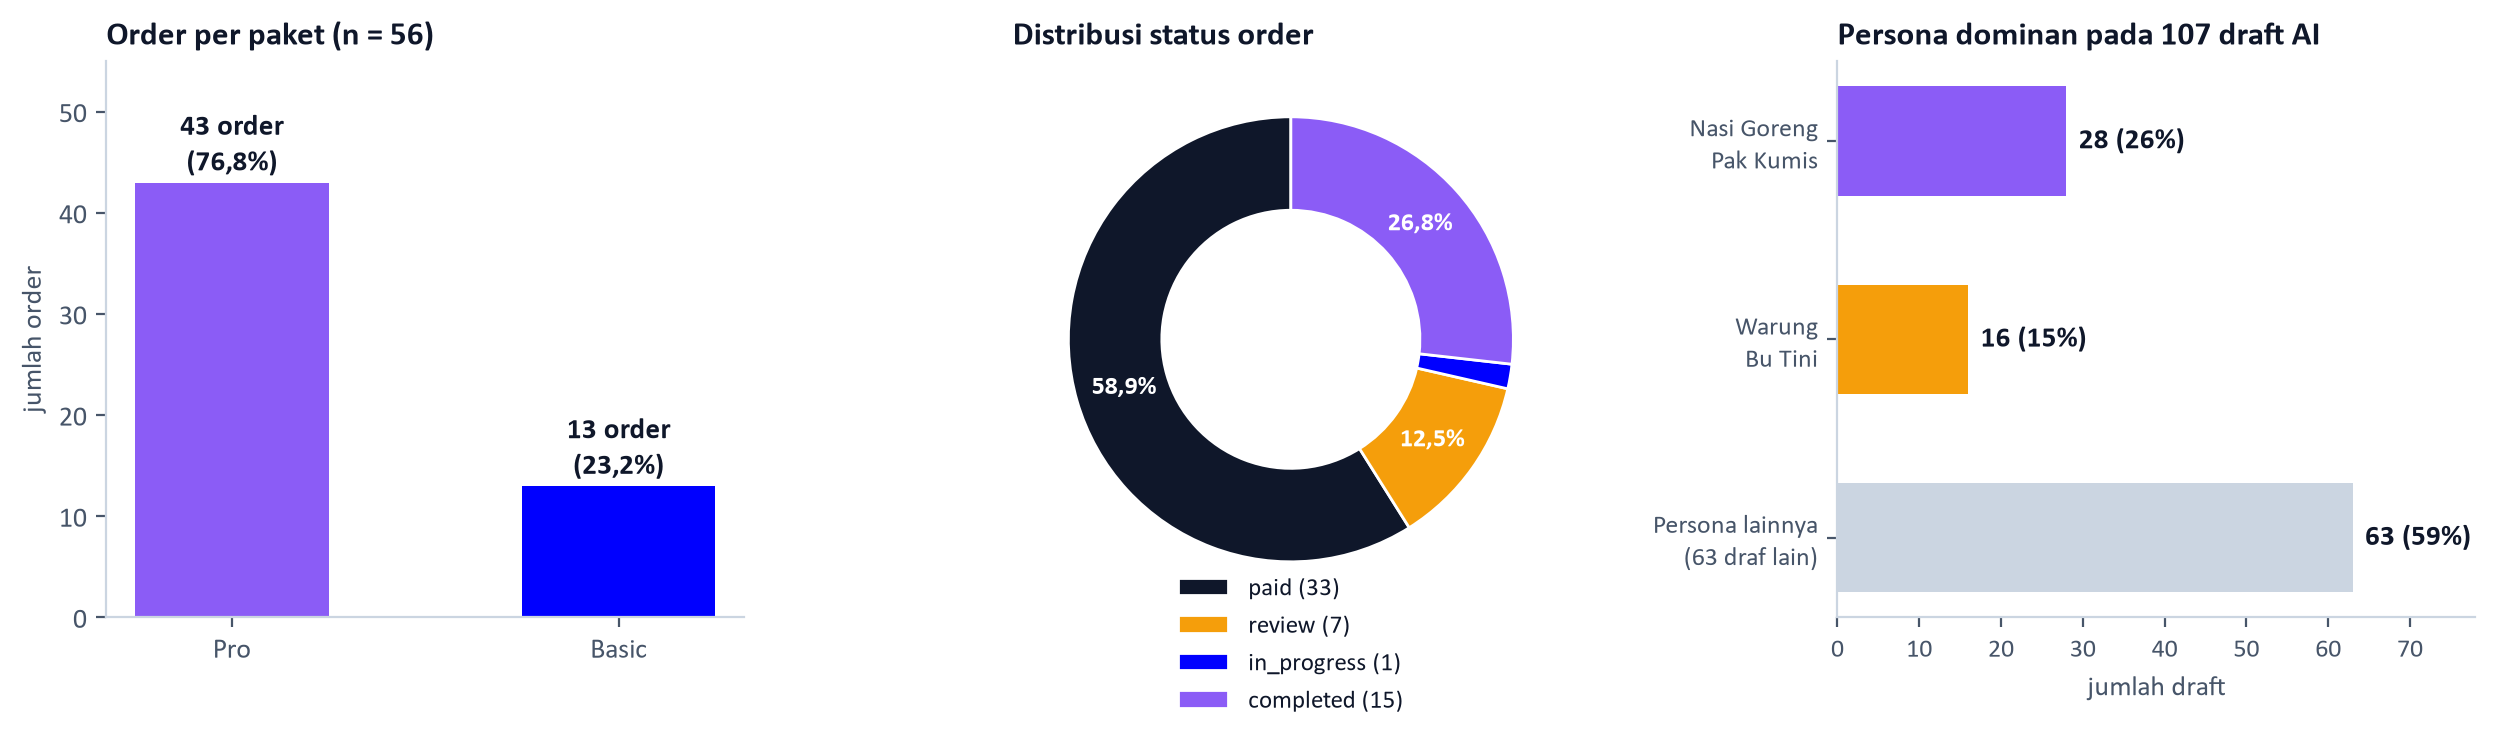 Order per paket (n = 56)
jumlah order
50
40
30
20
10
0
43 order
(76,8%)
13 order
(23,2%)
Pro
Basic
Distribusi status order
26,8%
58,9%
12,5%
paid (33)
review (7)
in_progress (1)
completed (15)
Persona dominan pada 107 draft AI
Nasi Goreng
Pak Kumis
28 (26%)
Warung
Bu Tini
16 (15%)
Persona lainnya
(63 draf lain)
63 (59%)
0
10
20
30
40
50
60
70
jumlah draft